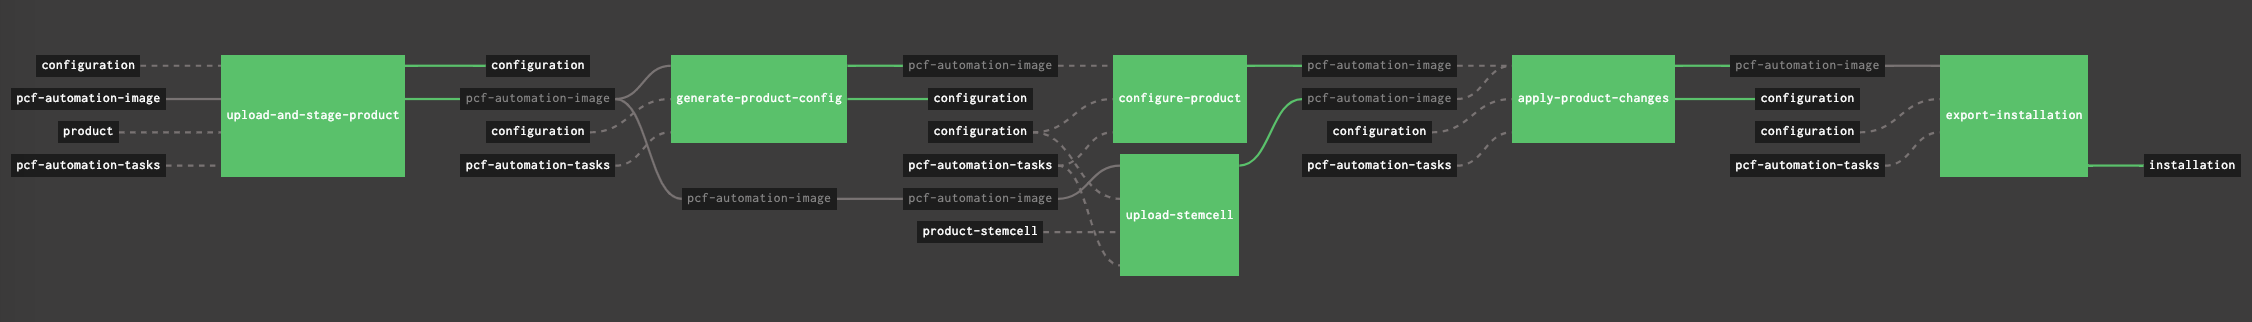 configuration
pcf-automation-image
product
pcf-automation-tasks
upload-and-stage-product
configuration
pcf-automation-image
configuration
pcf-automation-tasks
generate-product-config
pcf-automation-image
pcf-automation-image
configuration
configuration
pcf-automation-tasks
pcf-automation-image
product-stemcell
configure-product
upload-stemcell
pcf-automation-image
pcf-automation-image
configuration
pcf-automation-tasks
apply-product-changes
pcf-automation-image
configuration
configuration
pcf-automation-tasks
export-installation
installation